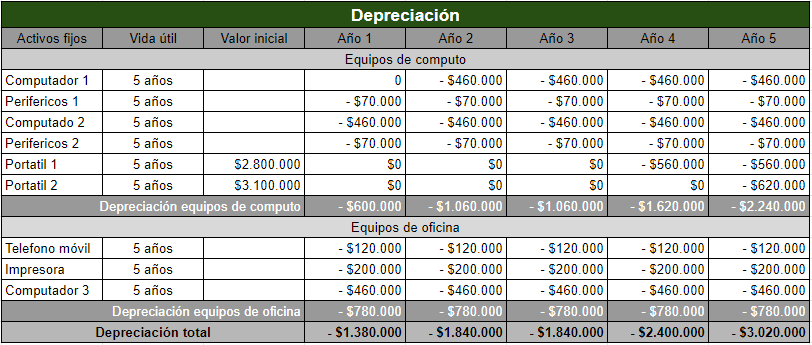 Depreciación
Activos fijos Vida útil Valor inicial Año 1 Año 2 Año 3 Año 4 Año 5
Equipos de computo
Computador 1 5 años 0 - $460.000 - $460.000 - $460.000 - $460.000
Perifericos 1 5 años - $70.000 - $70.000 - $70.000 - $70.000 - $70.000
Computado 2 5 años - $460.000 - $460.000 - $460.000 - $460.000 - $460.000
Perifericos 2 5 años - $70.000 - $70.000 - $70.000 - $70.000 - $70.000
Portatil 1 5 años $2.800.000 $0 $0 $0 - $560.000 - $560.000
Portatil 2 5 años $3.100.000 $0 $0 $0 $0 - $620.000
Depreciación equipos de computo - $600.000 - $1.060.000 - $1.060.000 - $1.620.000 - $2.240.000
Equipos de oficina
Telefono móvil 5 años - $120.000 - $120.000 - $120.000 - $120.000 - $120.000
Impresora 5 años - $200.000 - $200.000 - $200.000 - $200.000 - $200.000
Computador 3 5 años - $460.000 - $460.000 - $460.000 - $460.000 - $460.000
Depreciación equipos de oficina - $780.000 - $780.000 - $780.000 - $780.000 - $780.000
Depreciación total - $1.380.000 - $1.840.000 - $1.840.000 - $2.400.000 - $3.020.000